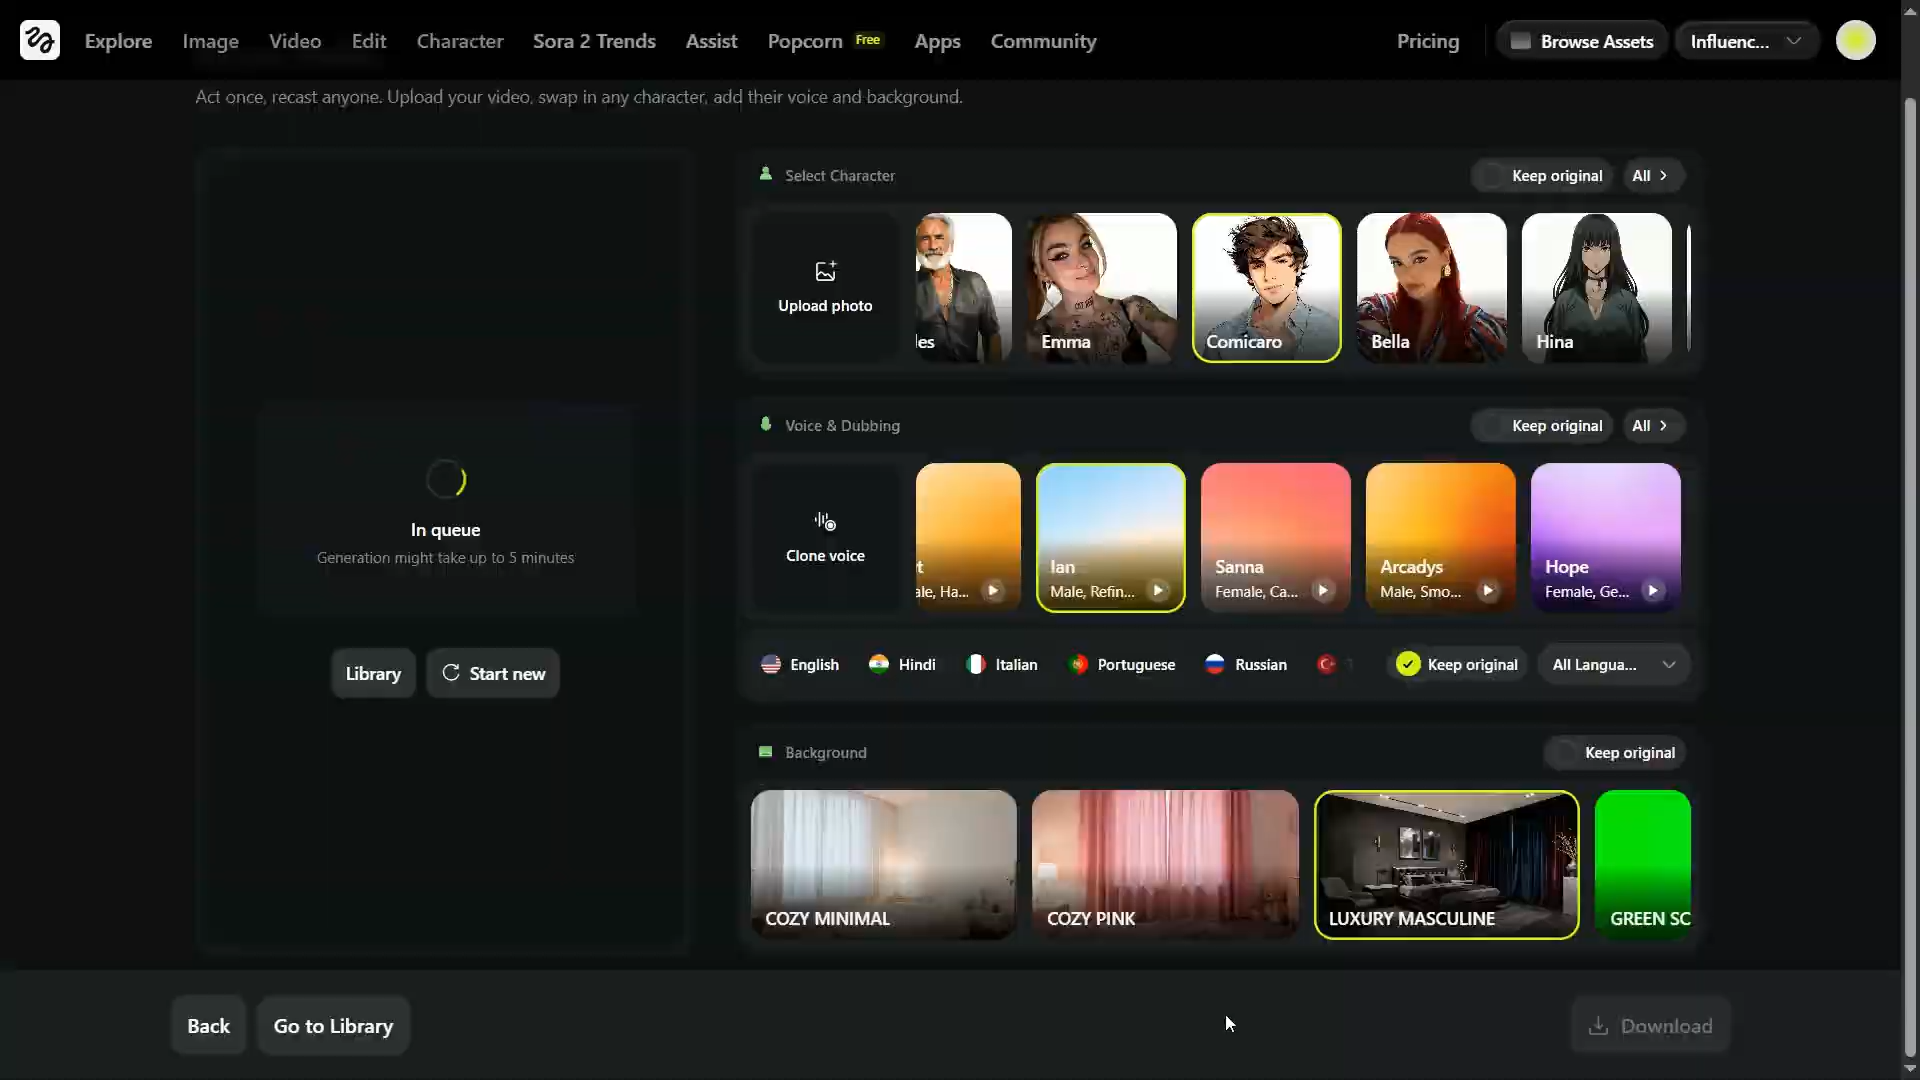 Explore
Image
Video
Edit
Character
Sora 2 Trends
Assist
Popcorn
Free
Apps
Community
Pricing
Browse Assets
Influenc...
Act once, recast anyone. Upload your video, swap in any character, add their voice and background.
Select Character
Keep original
All
Upload photo
les
Emma
Comicaro
Bella
Hina
Voice & Dubbing
Keep original
All
Clone voice
t
ale, Ha...
Ian
Male, Refin...
Sanna
Female, Ca...
Arcadys
Male, Smo...
Hope
Female, Ge...
English
Hindi
Italian
Portuguese
Russian
Keep original
All Langua...
In queue
Generation might take up to 5 minutes
Library
Start new
Background
Keep original
COZY MINIMAL
COZY PINK
LUXURY MASCULINE
GREEN SC
Back
Go to Library
Download